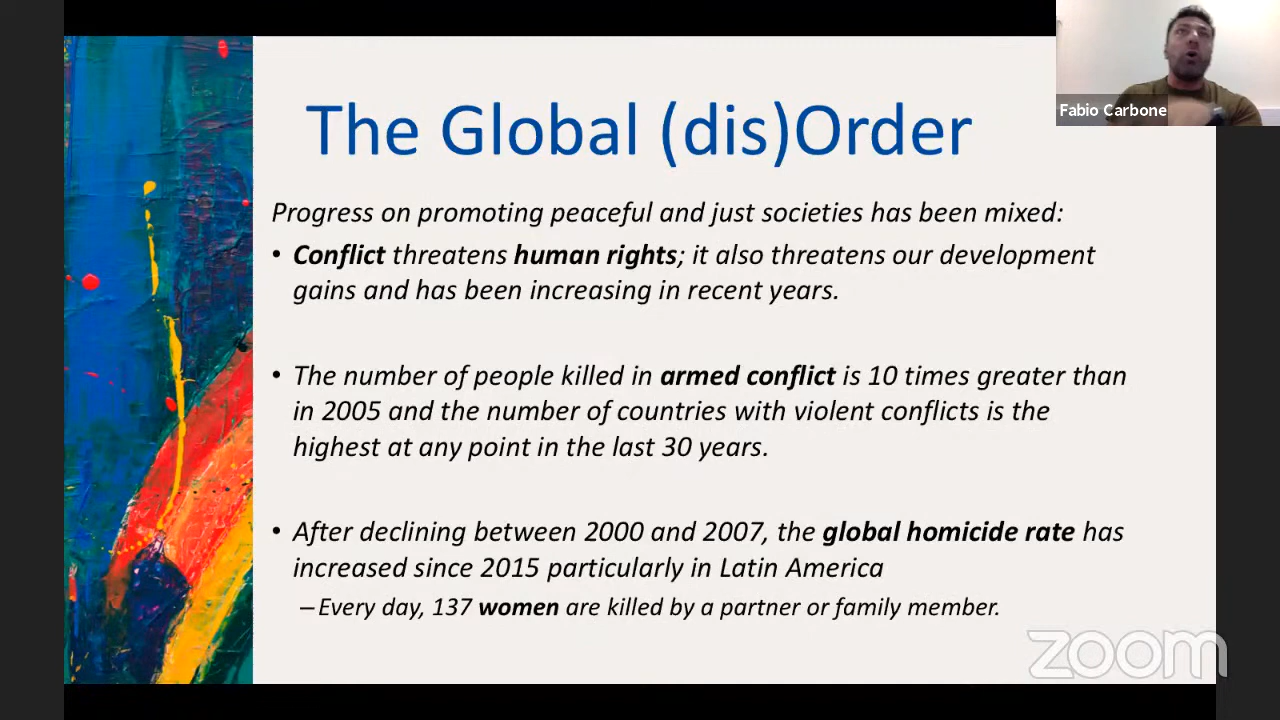 The Global (dis)Order
Fabio Carbone
Progress on promoting peaceful and just societies has been mixed:
• Conflict threatens human rights; it also threatens our development
gains and has been increasing in recent years.
• The number of people killed in armed conflict is 10 times greater than
in 2005 and the number of countries with violent conflicts is the
highest at any point in the last 30 years.
• After declining between 2000 and 2007, the global homicide rate has
increased since 2015 particularly in Latin America
–Every day, 137 women are killed by a partner or family member.
zoom